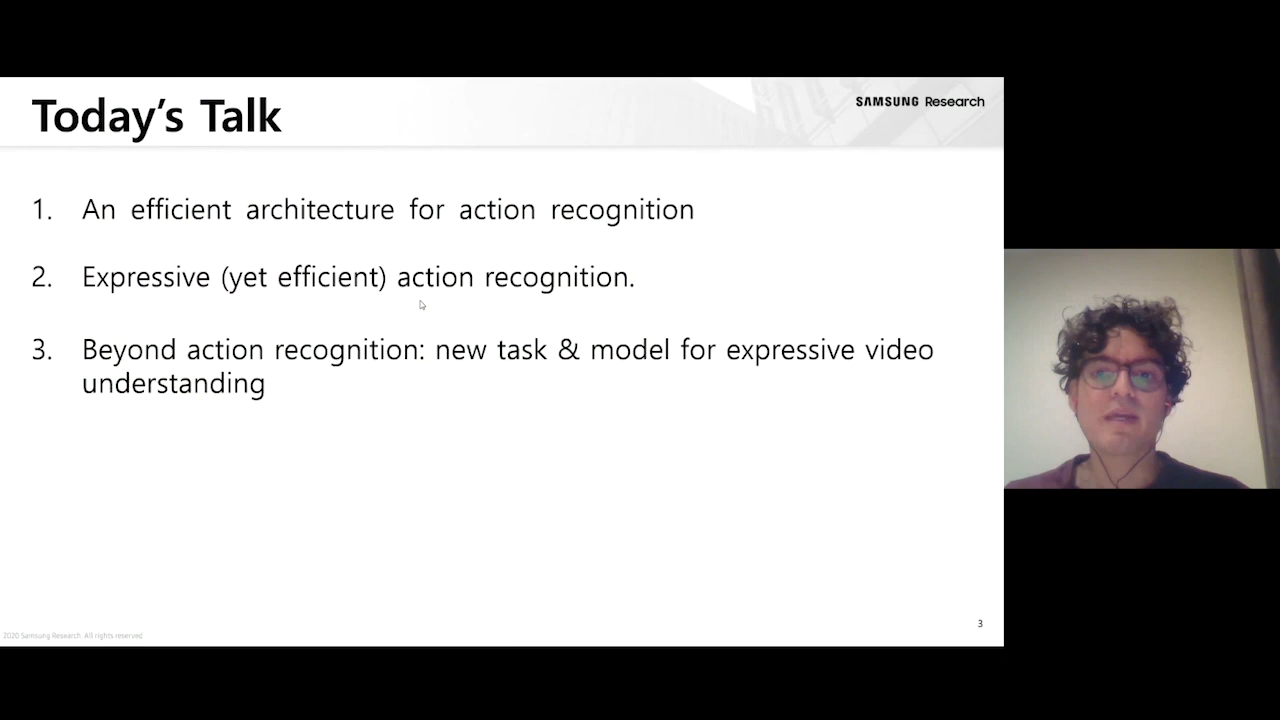 Today's Talk
SAMSUNG Research
1. An efficient architecture for action recognition
2. Expressive (yet efficient) action recognition.
3. Beyond action recognition: new task & model for expressive video
understanding
2020 Samsung Research. All rights reserved
3